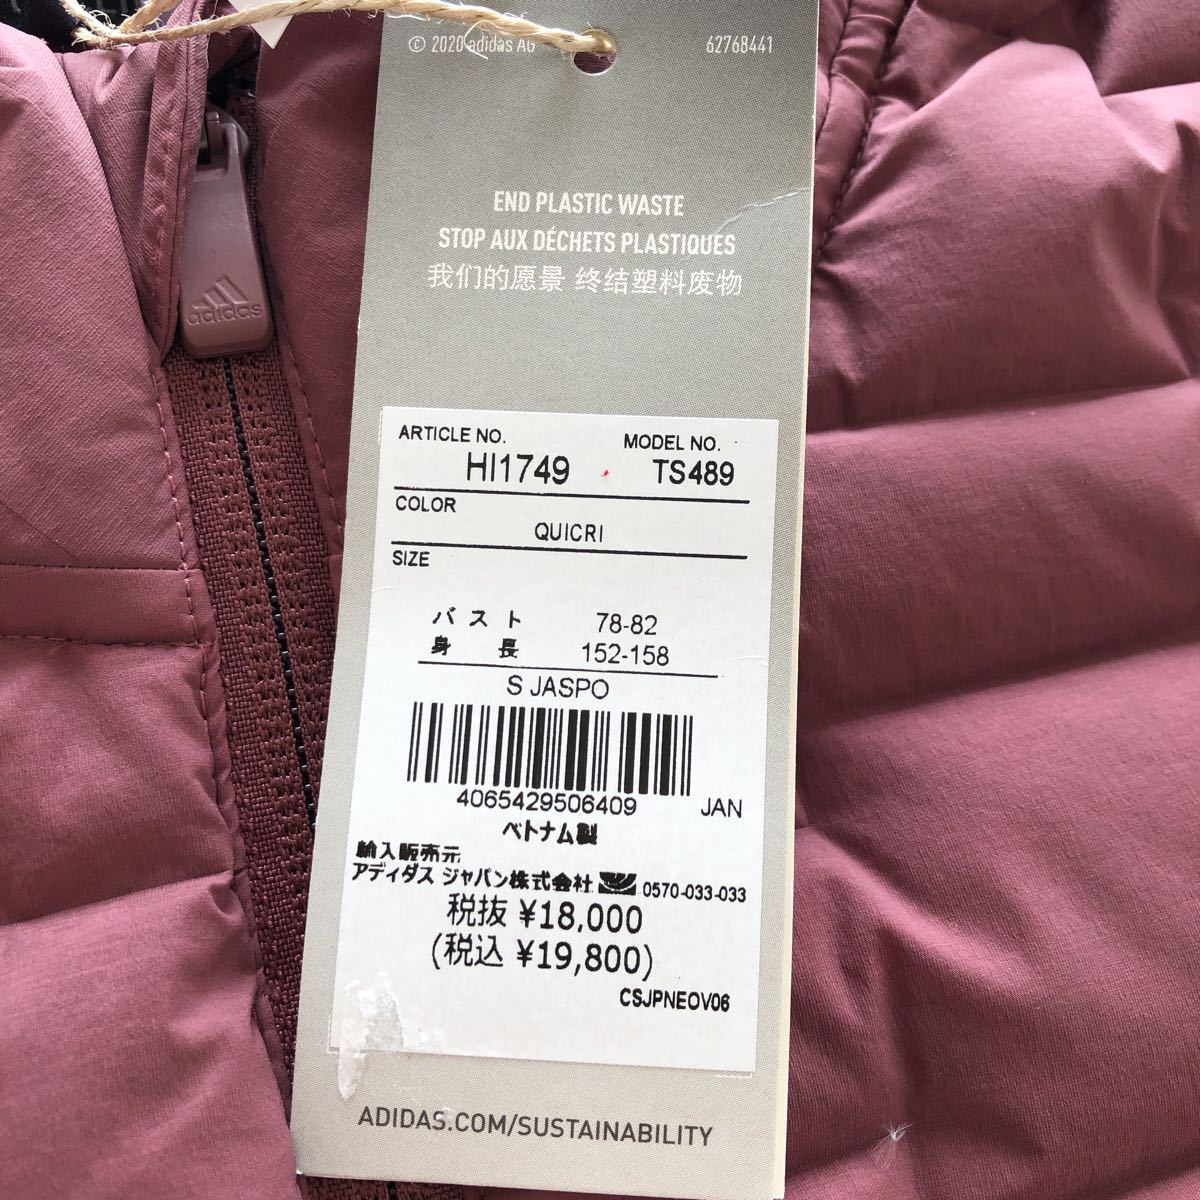 © 2020 adidas AG 62768441
END PLASTIC WASTE
STOP AUX DÉCHETS PLASTIQUES
我们的愿景 终结塑料废物
adidas
ARTICLE NO. MODEL NO.
HI1749 TS489
COLOR
QUICRI
SIZE
バスト 78-82
身長 152-158
S JASPO
4065429506409 JAN
ベトナム製
輸入販売元
アディダス ジャパン株式会社 0570-033-033
税抜 ¥18,000
(税込 ¥19,800)
CSJPNEOV06
ADIDAS.COM/SUSTAINABILITY